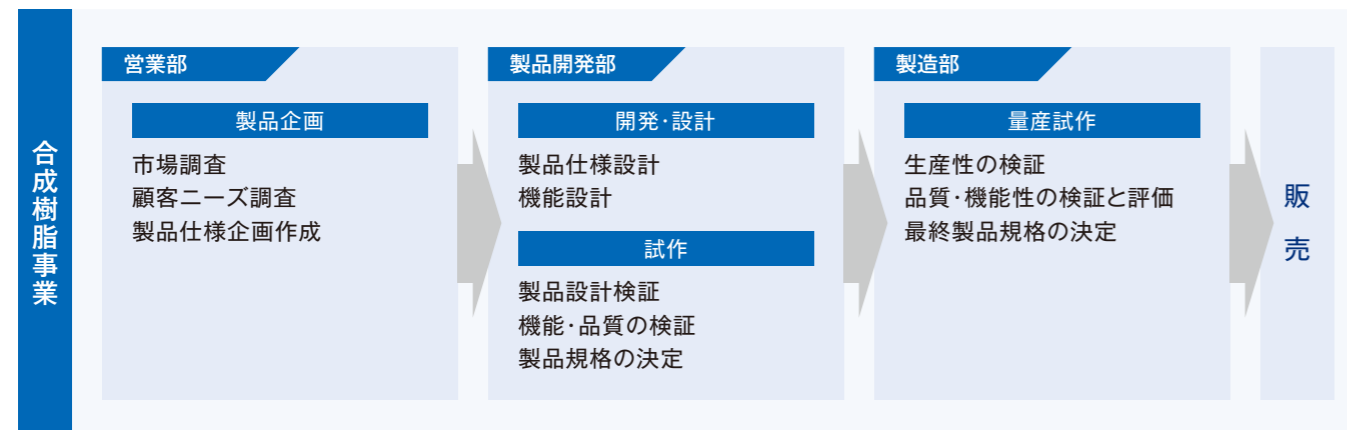 合成樹脂事業
営業部
製品企画
市場調査
顧客ニーズ調査
製品仕様企画作成
製品開発部
開発・設計
製品仕様設計
機能設計
試作
製品設計検証
機能・品質の検証
製品規格の決定
製造部
量産試作
生産性の検証
品質・機能性の検証と評価
最終製品規格の決定
販売